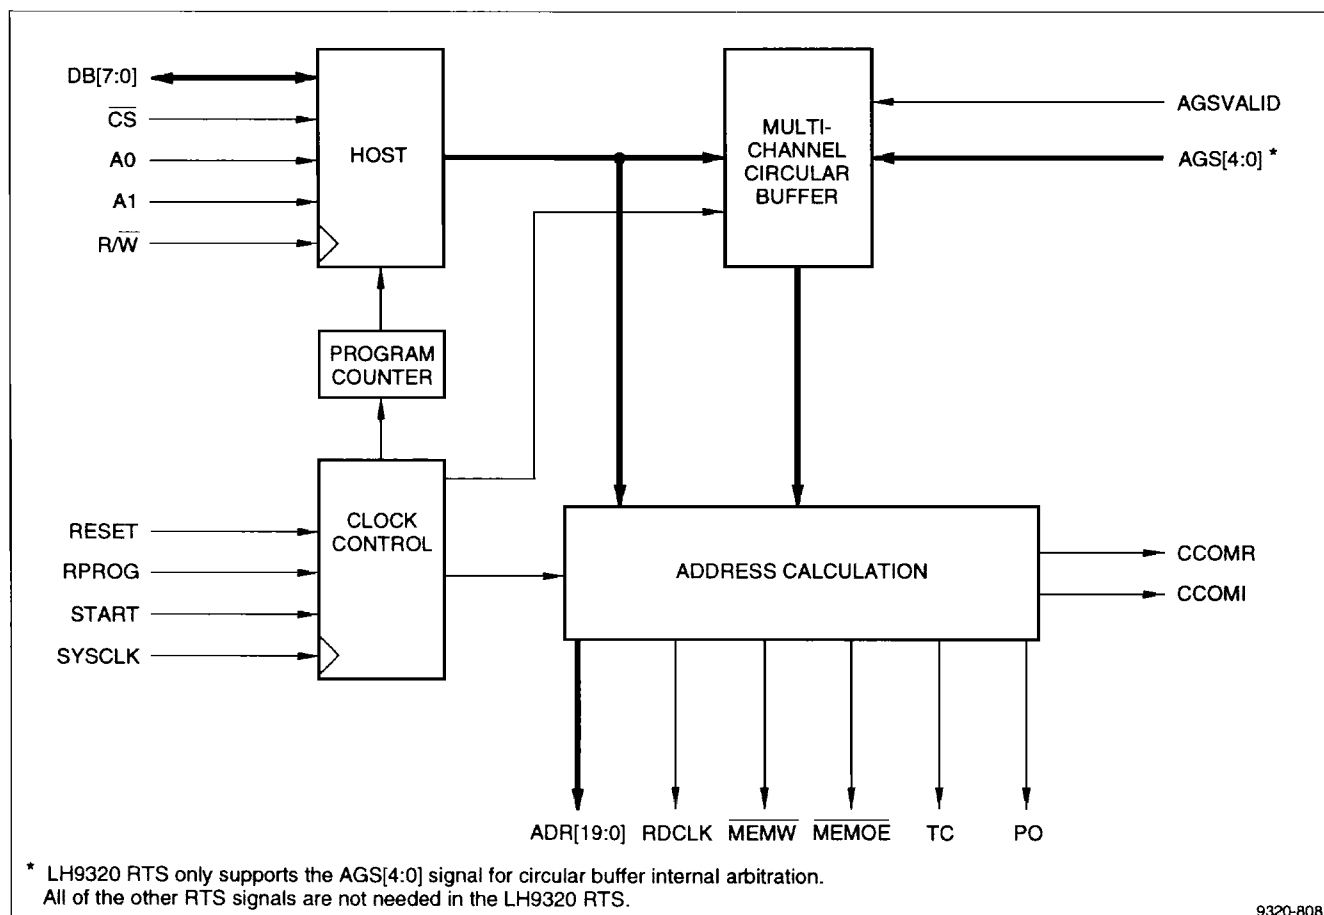 DB[7:0]
CS
A0
A1
R/W
HOST
MULTI-
CHANNEL
CIRCULAR
BUFFER
AGSVALID
AGS[4:0] *
PROGRAM
COUNTER
RESET
RPROG
START
SYSCLK
CLOCK
CONTROL
ADDRESS CALCULATION
CCOMR
CCOMI
ADR[19:0] RDCLK MEMW MEMOE TC PO
* LH9320 RTS only supports the AGS[4:0] signal for circular buffer internal arbitration.
All of the other RTS signals are not needed in the LH9320 RTS.
9320-808